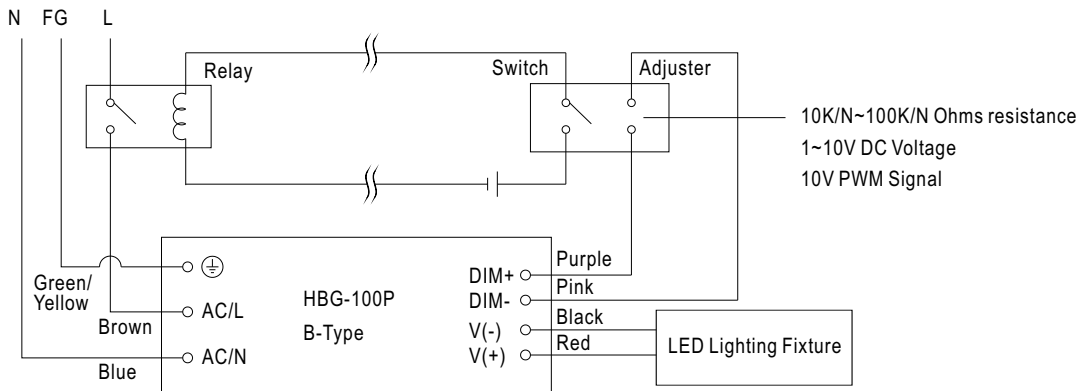 N FG L
Relay
Switch
Adjuster
10K/N~100K/N Ohms resistance
1~10V DC Voltage
10V PWM Signal
Green/
Yellow
Brown
Blue
AC/L
AC/N
HBG-100P
B-Type
DIM+
DIM-
V(-)
V(+)
Purple
Pink
Black
Red
LED Lighting Fixture